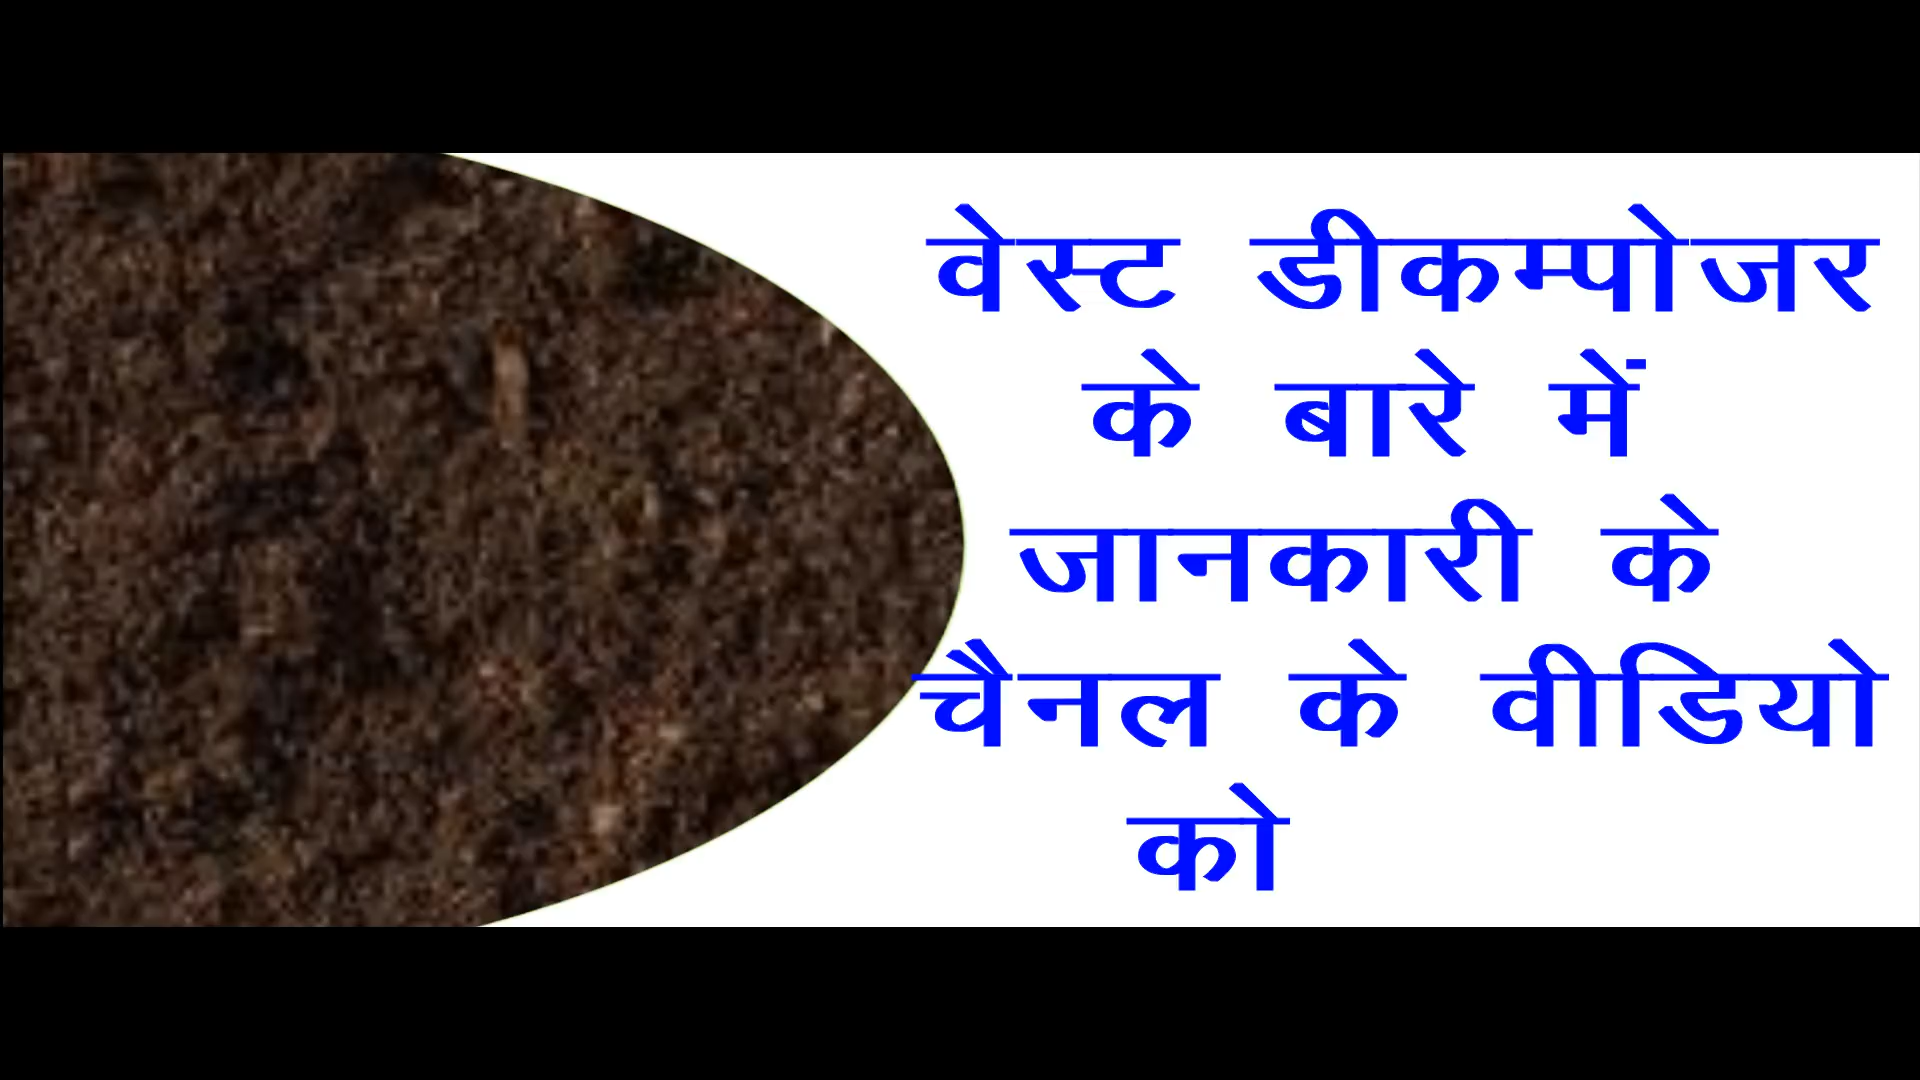 वेस्ट डीकम्पोजर
के बारे में
जानकारी के
चैनल के वीडियो
को